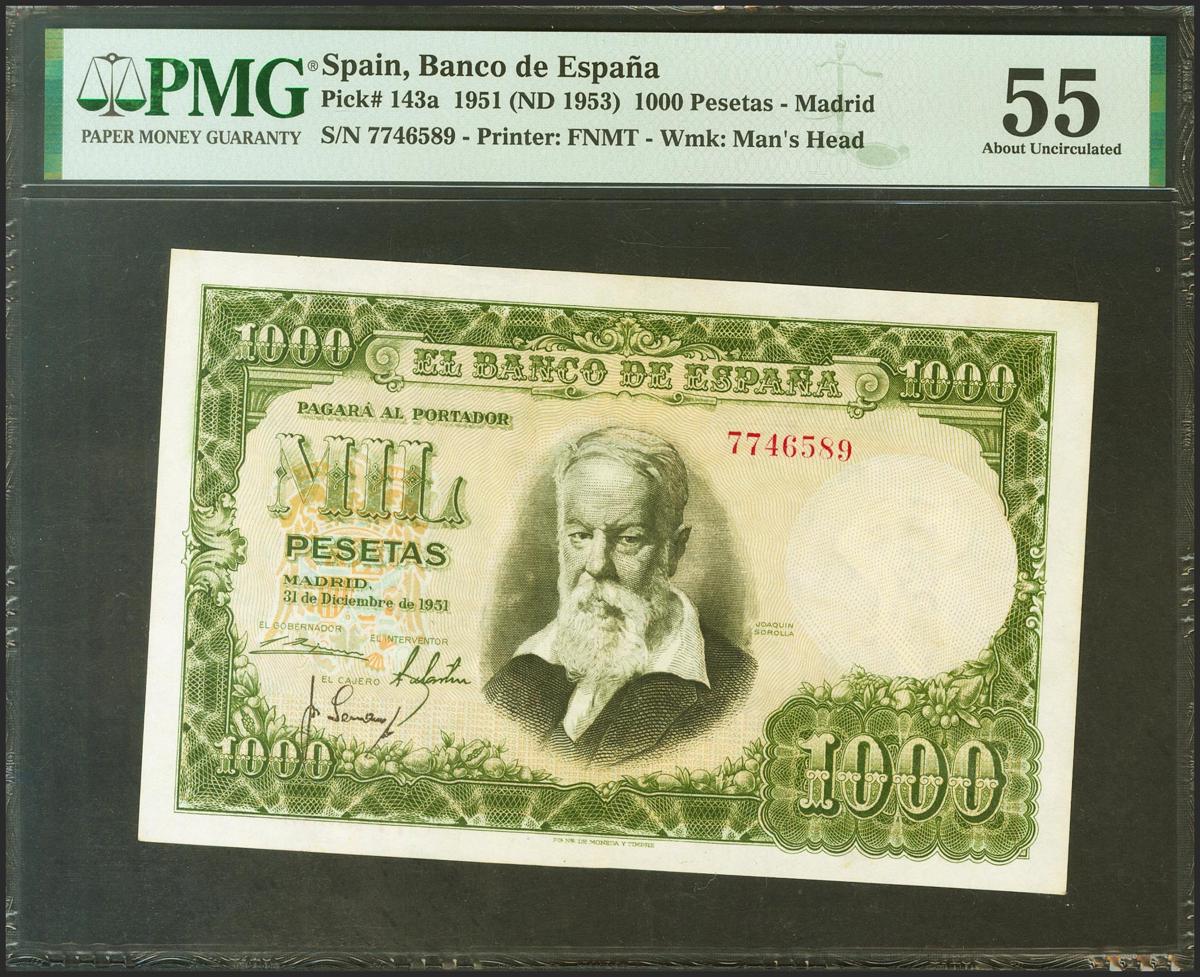 PMG®
PAPER MONEY GUARANTY
Spain, Banco de España
Pick# 143a 1951 (ND 1953) 1000 Pesetas - Madrid
S/N 7746589 - Printer: FNMT - Wmk: Man's Head
55
About Uncirculated
1000
EL BANCO DE ESPAÑA
1000
PAGARÁ AL PORTADOR
7746589
MIL
PESETAS
MADRID,
31 de Diciembre de 1951
EL GOBERNADOR
EL INTERVENTOR
EL CAJERO
JOAQUIN
SOROLLA
1000
1000